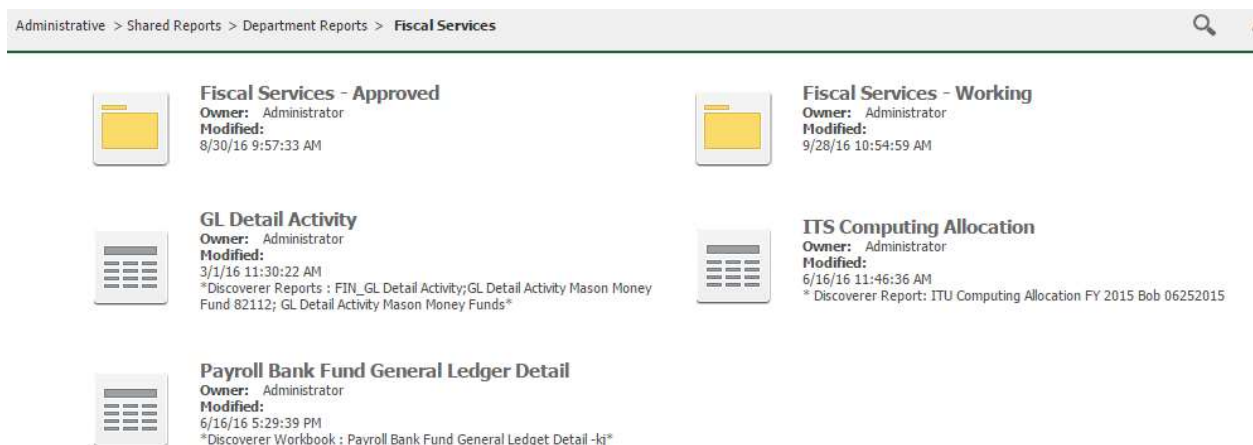 Administrative > Shared Reports > Department Reports > Fiscal Services
Fiscal Services - Approved
Owner: Administrator
Modified:
8/30/16 9:57:33 AM
Fiscal Services - Working
Owner: Administrator
Modified:
9/28/16 10:54:59 AM
GL Detail Activity
Owner: Administrator
Modified:
3/1/16 11:30:22 AM
*Discoverer Reports : FIN_GL Detail Activity;GL Detail Activity Mason Money
Fund 82112; GL Detail Activity Mason Money Funds*
ITS Computing Allocation
Owner: Administrator
Modified:
6/16/16 11:46:36 AM
* Discoverer Report: ITU Computing Allocation FY 2015 Bob 06252015
Payroll Bank Fund General Ledger Detail
Owner: Administrator
Modified:
6/16/16 5:29:39 PM
*Discoverer Workbook : Payroll Bank Fund General Ledget Detail -kj*